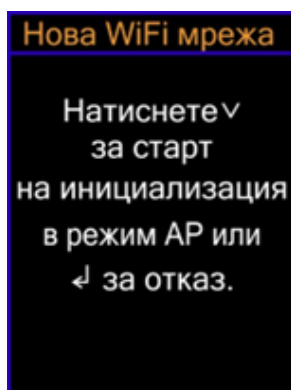 Нова WiFi мрежа
Натиснете∨
за старт
на инициализация
в режим AP или
↲ за отказ.